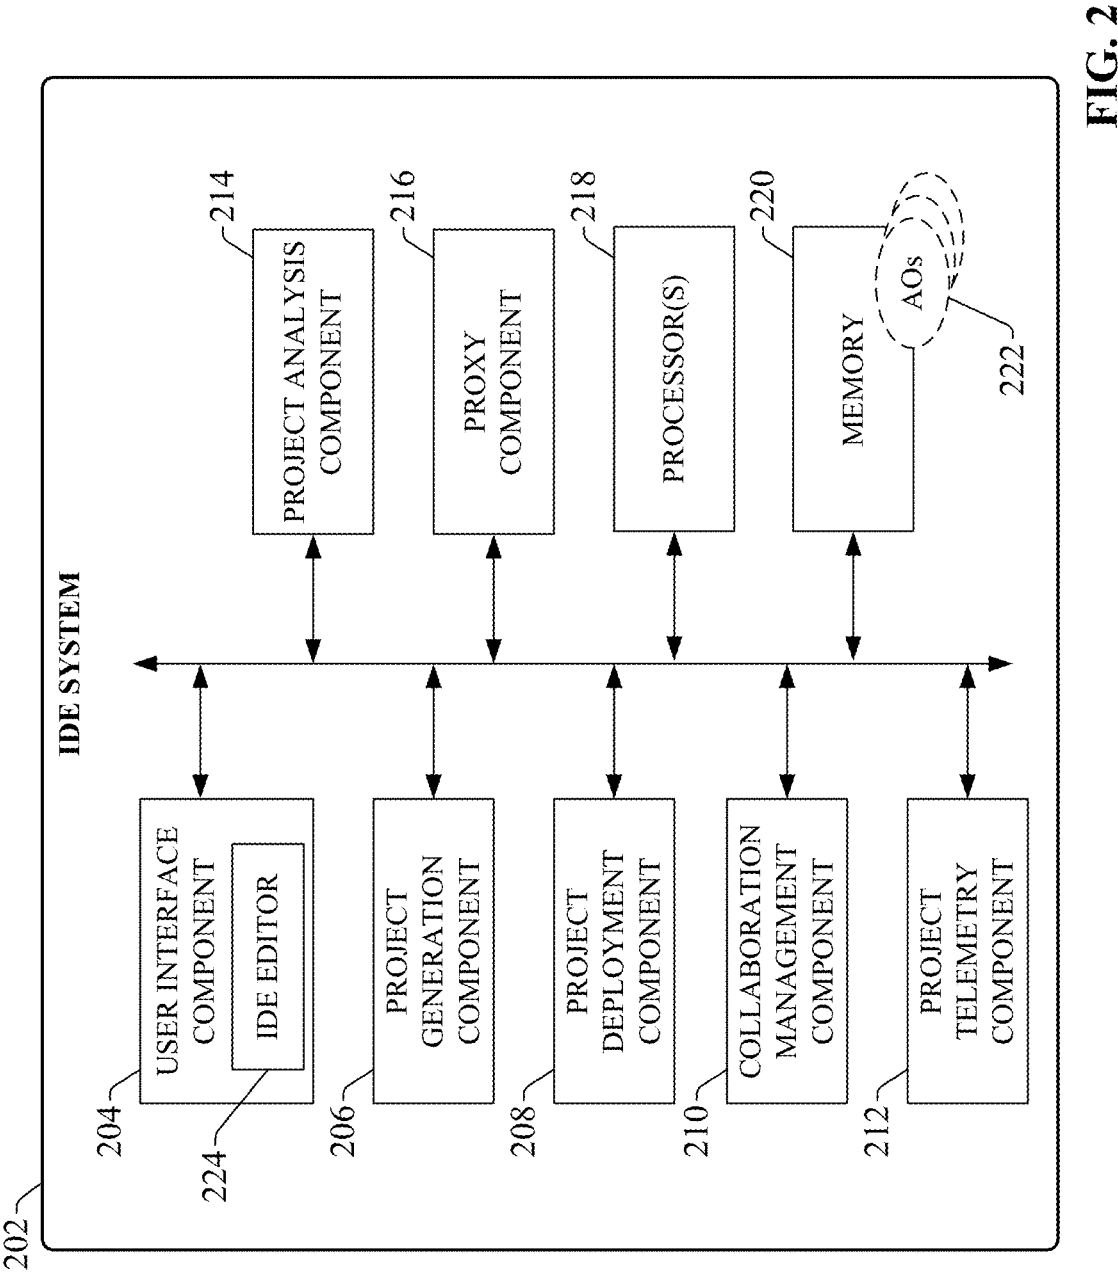 IDE SYSTEM
202
204
USER INTERFACE
COMPONENT
224
IDE EDITOR
206
PROJECT
GENERATION
COMPONENT
208
PROJECT
DEPLOYMENT
COMPONENT
210
COLLABORATION
MANAGEMENT
COMPONENT
212
PROJECT
TELEMETRY
COMPONENT
214
PROJECT ANALYSIS
COMPONENT
216
PROXY
COMPONENT
218
PROCESSOR(S)
220
MEMORY
AOs
222
FIG. 2